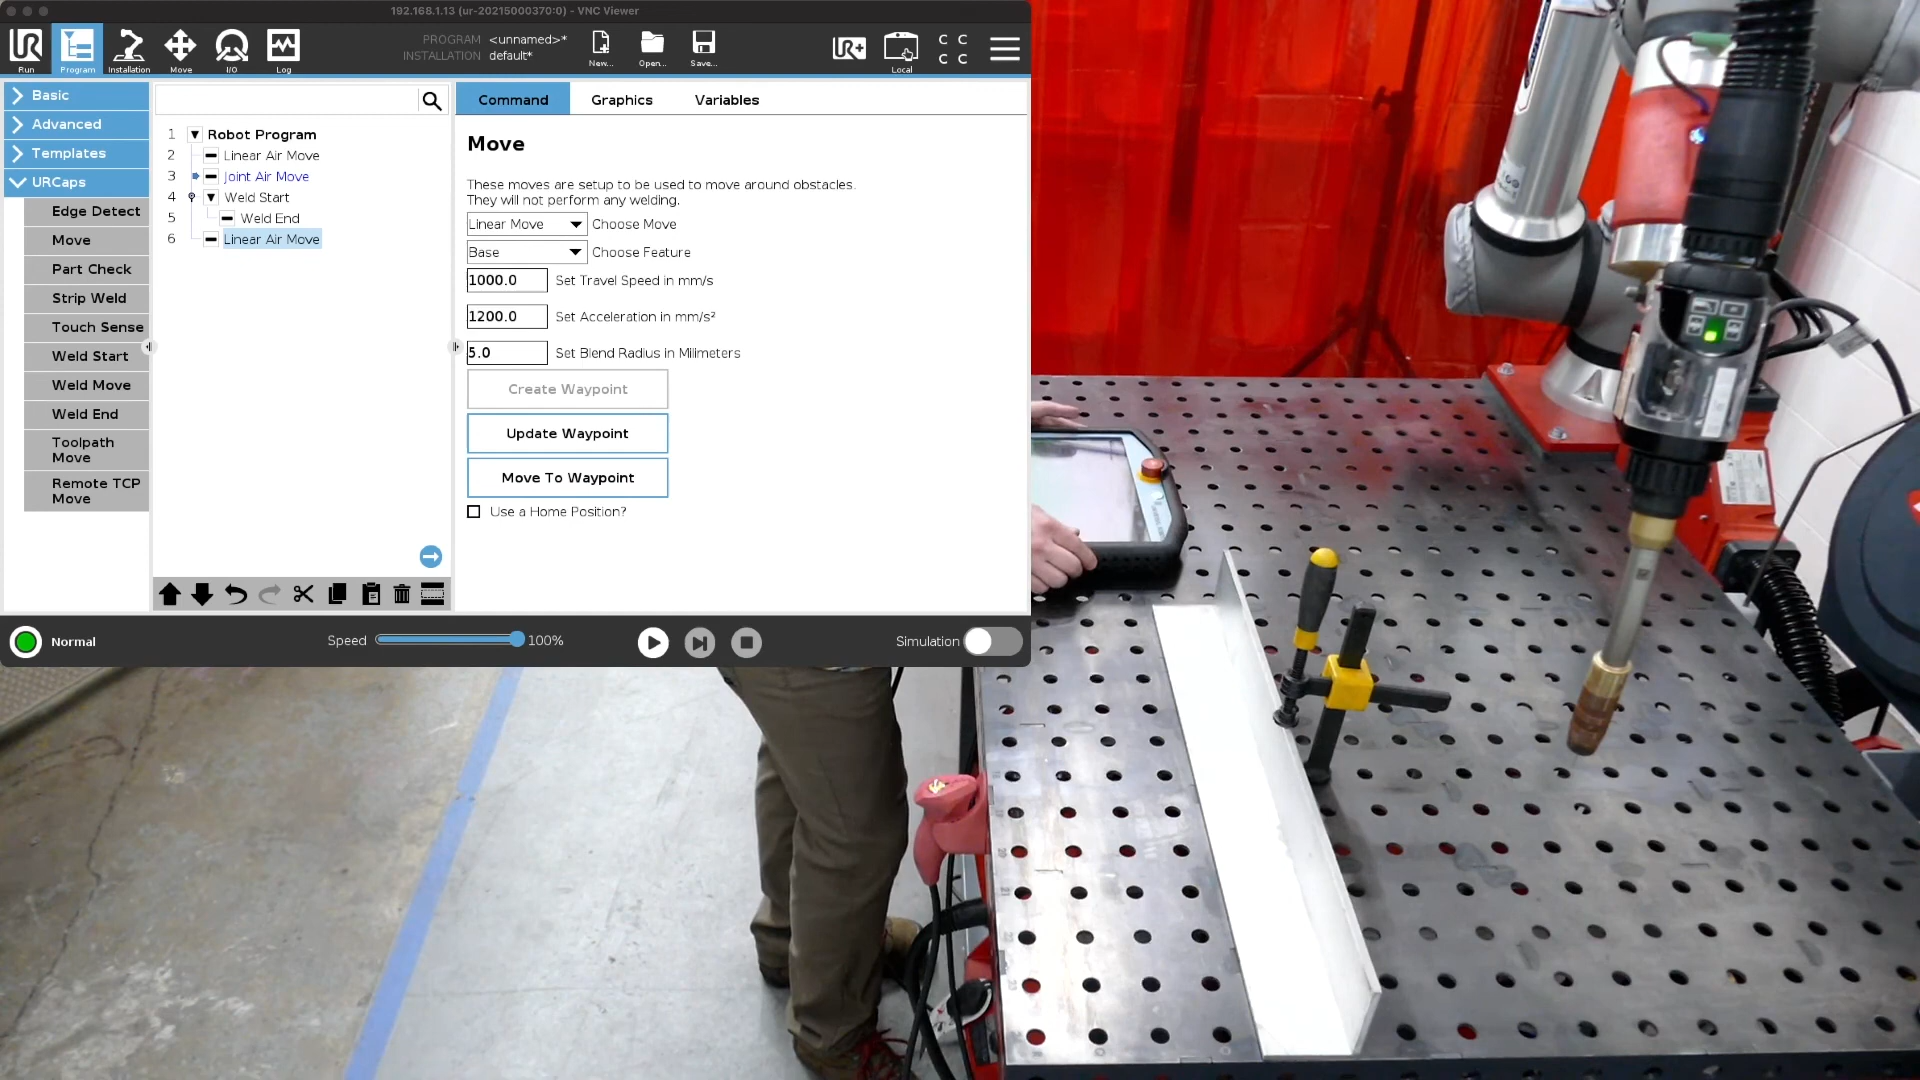 192.168.1.13 (ur-20215000370:0) - VNC Viewer
Run
Program
Installation
Move
I/O
Log
PROGRAM <unnamed>*
INSTALLATION default*
New...
Open...
Save...
UR+
Local
C C
C C
Basic
Advanced
Templates
URCaps
Edge Detect
Move
Part Check
Strip Weld
Touch Sense
Weld Start
Weld Move
Weld End
Toolpath
Move
Remote TCP
Move
1 Robot Program
2 Linear Air Move
3 Joint Air Move
4 Weld Start
5 Weld End
6 Linear Air Move
Command Graphics Variables
Move
These moves are setup to be used to move around obstacles.
They will not perform any welding.
Linear Move Choose Move
Base Choose Feature
1000.0 Set Travel Speed in mm/s
1200.0 Set Acceleration in mm/s²
5.0 Set Blend Radius in Milimeters
Create Waypoint
Update Waypoint
Move To Waypoint
Use a Home Position?
Normal
Speed 100%
Simulation